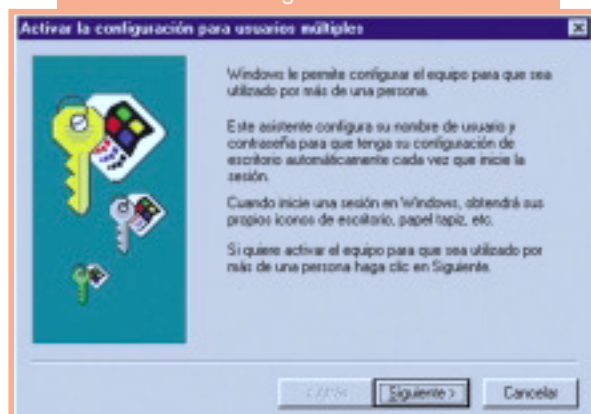 Activar la configuración para usuarios múltiples
Windows le permite configurar el equipo para que sea
utilizado por más de una persona.
Este asistente configura su nombre de usuario y
contraseña para que tenga su configuración de
escritorio automáticamente cada vez que inicie la
sesión.
Cuando inicie una sesión en Windows, obtendrá sus
propios iconos de escritorio, papel tapiz, etc.
Si quiere activar el equipo para que sea utilizado por
más de una persona haga clic en Siguiente.
< Atrás Siguiente > Cancelar